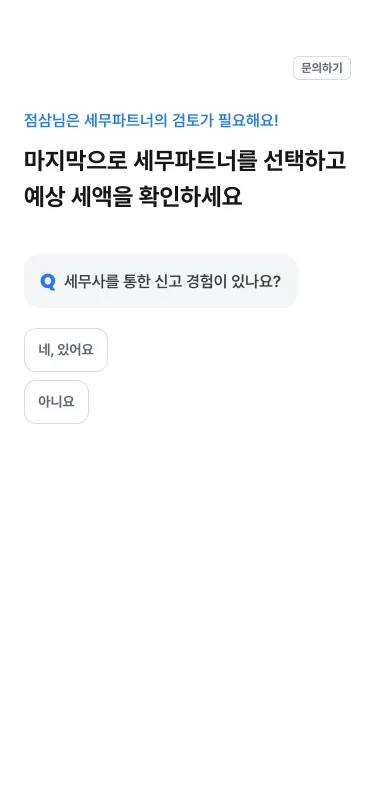 문의하기
점삼님은 세무파트너의 검토가 필요해요!
마지막으로 세무파트너를 선택하고
예상 세액을 확인하세요
Q 세무사를 통한 신고 경험이 있나요?
네, 있어요
아니요